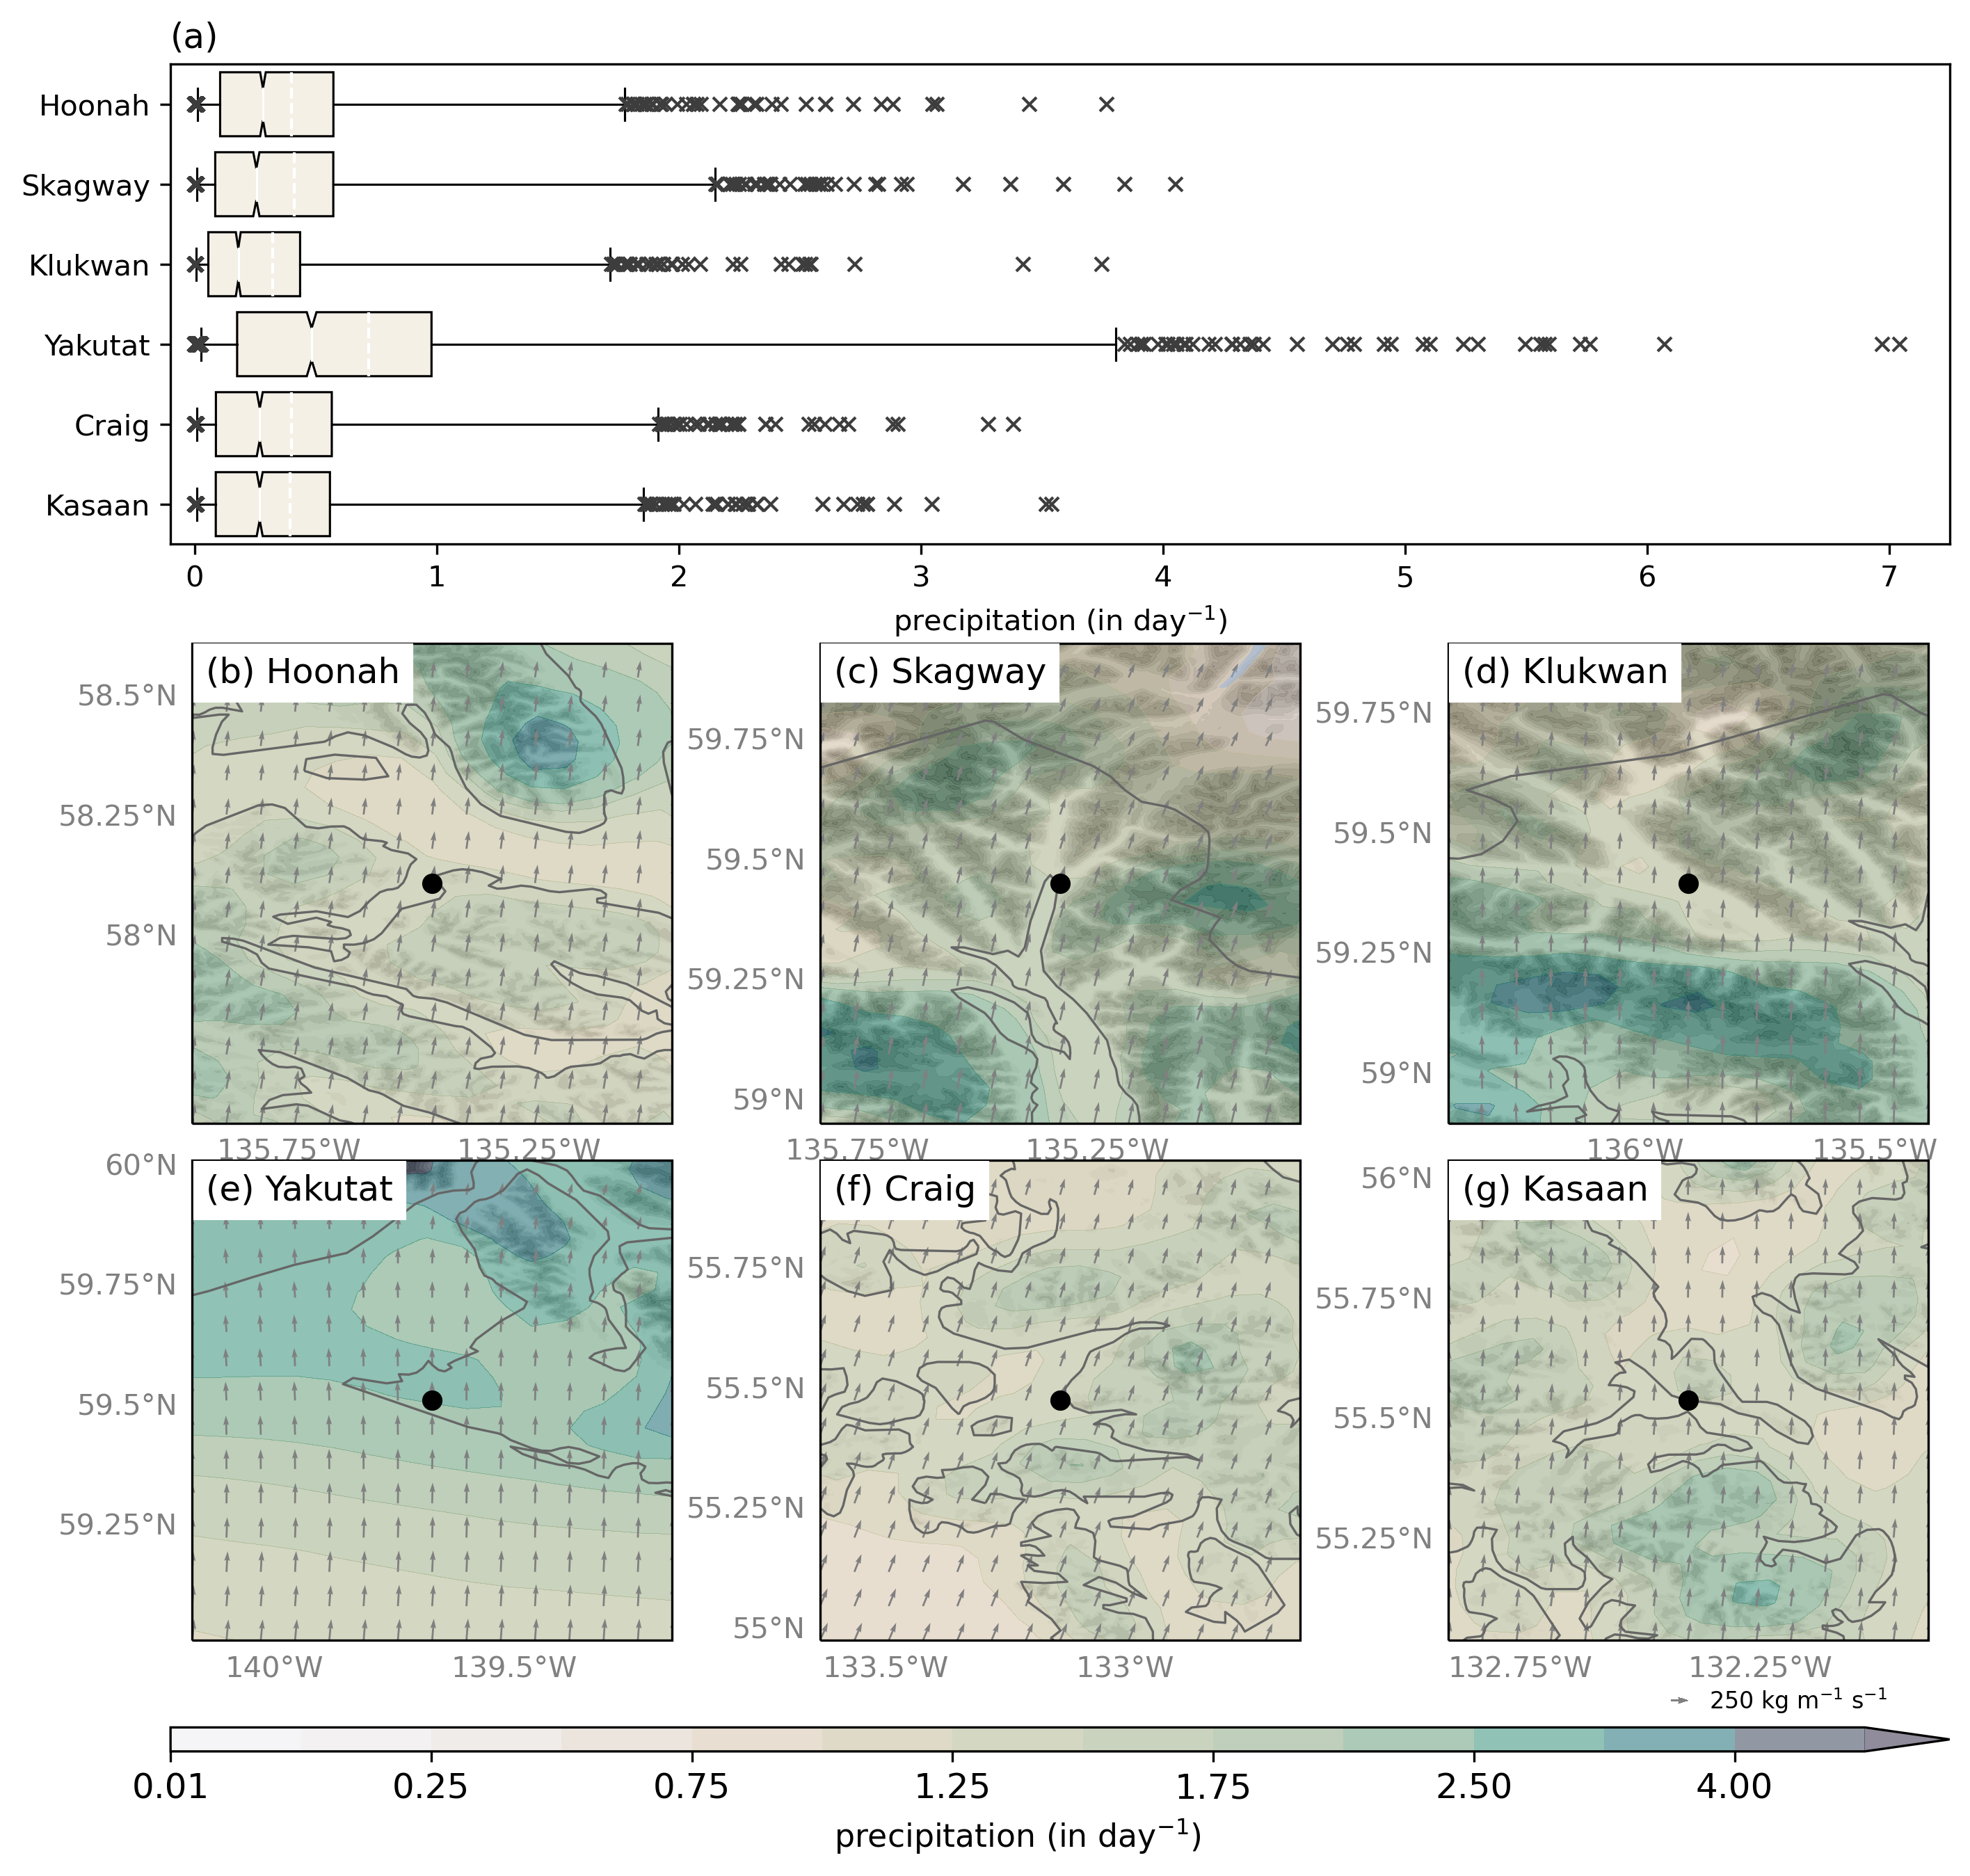 (a)
Hoonah
Skagway
Klukwan
Yakutat
Craig
Kasaan
0 1 2 3 4 5 6 7
precipitation (in day⁻¹)
(b) Hoonah
58.5°N
58.25°N
58°N
135.75°W 135.25°W
(c) Skagway
59.75°N
59.5°N
59.25°N
59°N
135.75°W 135.25°W
(d) Klukwan
59.75°N
59.5°N
59.25°N
59°N
136°W 135.5°W
(e) Yakutat
60°N
59.75°N
59.5°N
59.25°N
140°W 139.5°W
(f) Craig
55.75°N
55.5°N
55.25°N
55°N
133.5°W 133°W
(g) Kasaan
56°N
55.75°N
55.5°N
55.25°N
132.75°W 132.25°W
250 kg m⁻¹ s⁻¹
0.01 0.25 0.75 1.25 1.75 2.50 4.00
precipitation (in day⁻¹)